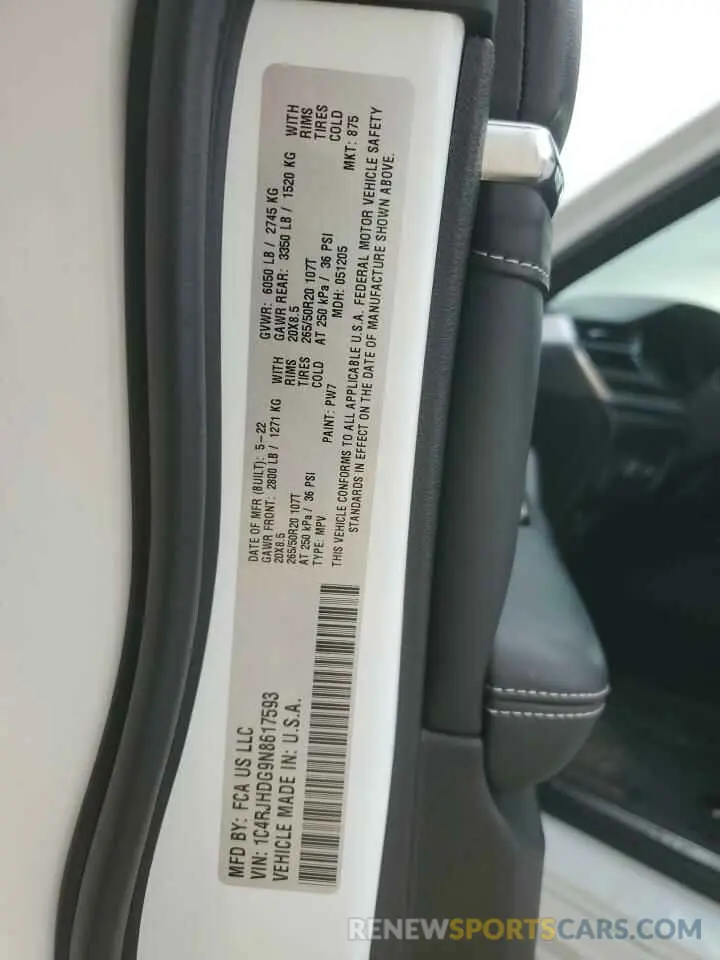 MFD BY: FCA US LLC
VIN: 1C4RJHDG9N8617593
VEHICLE MADE IN: U.S.A.
DATE OF MFR (BUILT): 5-22
GAWR FRONT: 2800 LB / 1271 KG WITH
20X8.5 RIMS
265/50R20 107T TIRES
AT 250 kPa / 36 PSI COLD
TYPE: MPV PAINT: PW7
GVWR: 6050 LB / 2745 KG
GAWR REAR: 3350 LB / 1520 KG WITH
20X8.5 RIMS
265/50R20 107T TIRES
AT 250 kPa / 36 PSI COLD
MDH: 051205 MKT: 875
THIS VEHICLE CONFORMS TO ALL APPLICABLE U.S.A. FEDERAL MOTOR VEHICLE SAFETY
STANDARDS IN EFFECT ON THE DATE OF MANUFACTURE SHOWN ABOVE.
RENEWSPORTSCARS.COM